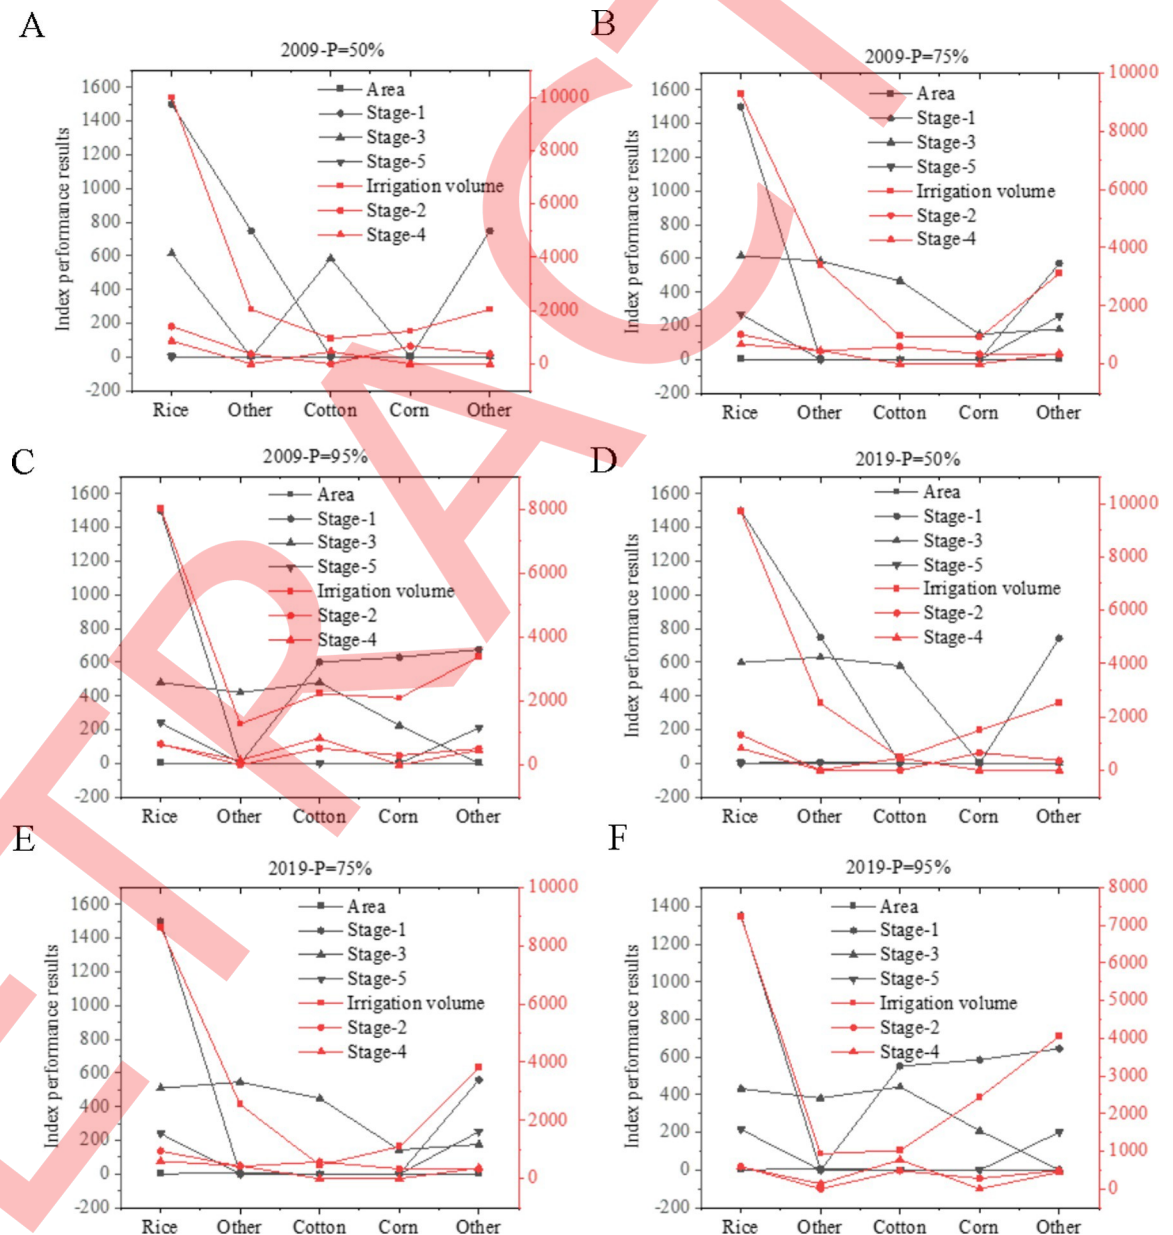 A
2009-P=50%
Index performance results
1600
1400
1200
1000
800
600
400
200
0
-200
Area
Stage-1
Stage-3
Stage-5
Irrigation volume
Stage-2
Stage-4
10000
8000
6000
4000
2000
0
Rice Other Cotton Corn Other
B
2009-P=75%
Index performance results
1600
1400
1200
1000
800
600
400
200
0
-200
Area
Stage-1
Stage-3
Stage-5
Irrigation volume
Stage-2
Stage-4
10000
8000
6000
4000
2000
0
Rice Other Cotton Corn Other
C
2009-P=95%
Index performance results
1600
1400
1200
1000
800
600
400
200
0
-200
Area
Stage-1
Stage-3
Stage-5
Irrigation volume
Stage-2
Stage-4
8000
6000
4000
2000
0
Rice Other Cotton Corn Other
D
2019-P=50%
Index performance results
1600
1400
1200
1000
800
600
400
200
0
-200
Area
Stage-1
Stage-3
Stage-5
Irrigation volume
Stage-2
Stage-4
10000
8000
6000
4000
2000
0
Rice Other Cotton Corn Other
E
2019-P=75%
Index performance results
1600
1400
1200
1000
800
600
400
200
0
-200
Area
Stage-1
Stage-3
Stage-5
Irrigation volume
Stage-2
Stage-4
10000
8000
6000
4000
2000
0
Rice Other Cotton Corn Other
F
2019-P=95%
Index performance results
1400
1200
1000
800
600
400
200
0
-200
Area
Stage-1
Stage-3
Stage-5
Irrigation volume
Stage-2
Stage-4
8000
7000
6000
5000
4000
3000
2000
1000
0
Rice Other Cotton Corn Other
ETRACT